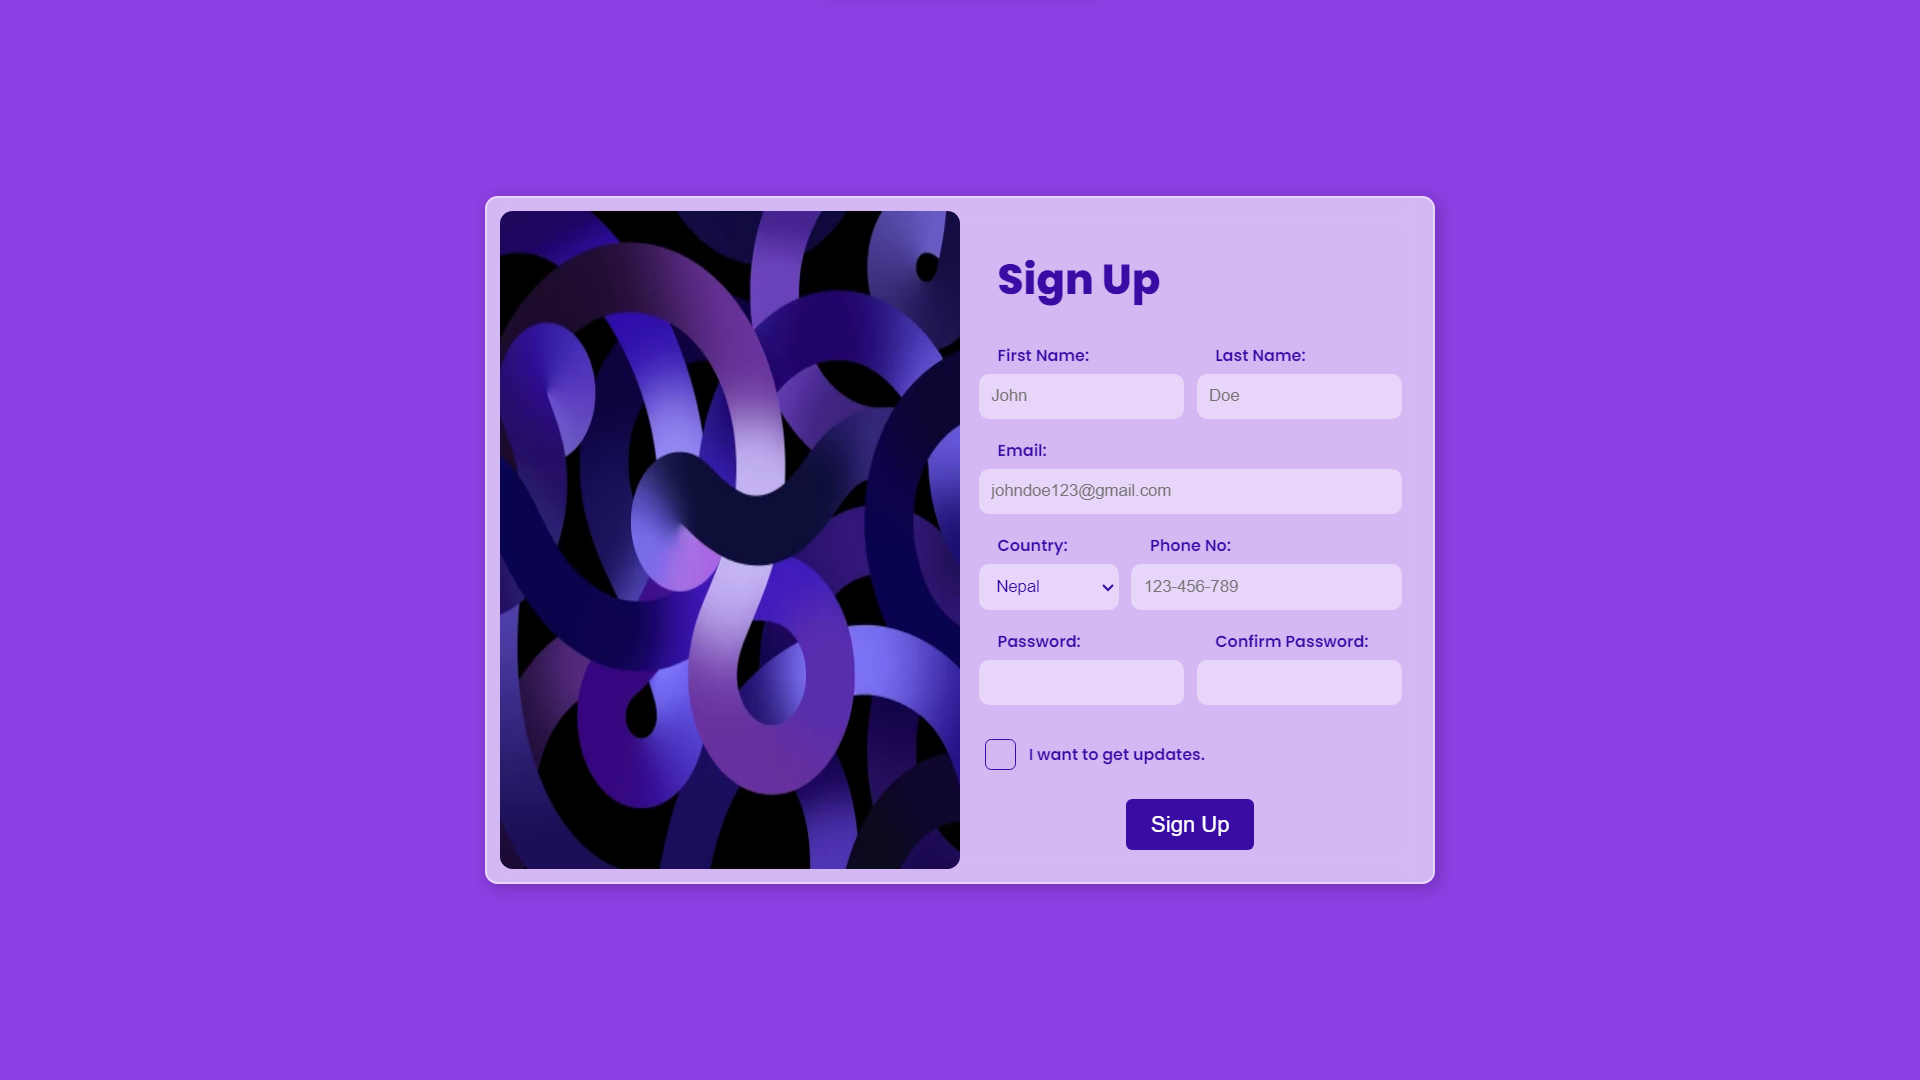 Sign Up
First Name: Last Name:
John Doe
Email:
johndoe123@gmail.com
Country: Phone No:
Nepal 123-456-789
Password: Confirm Password:
I want to get updates.
Sign Up